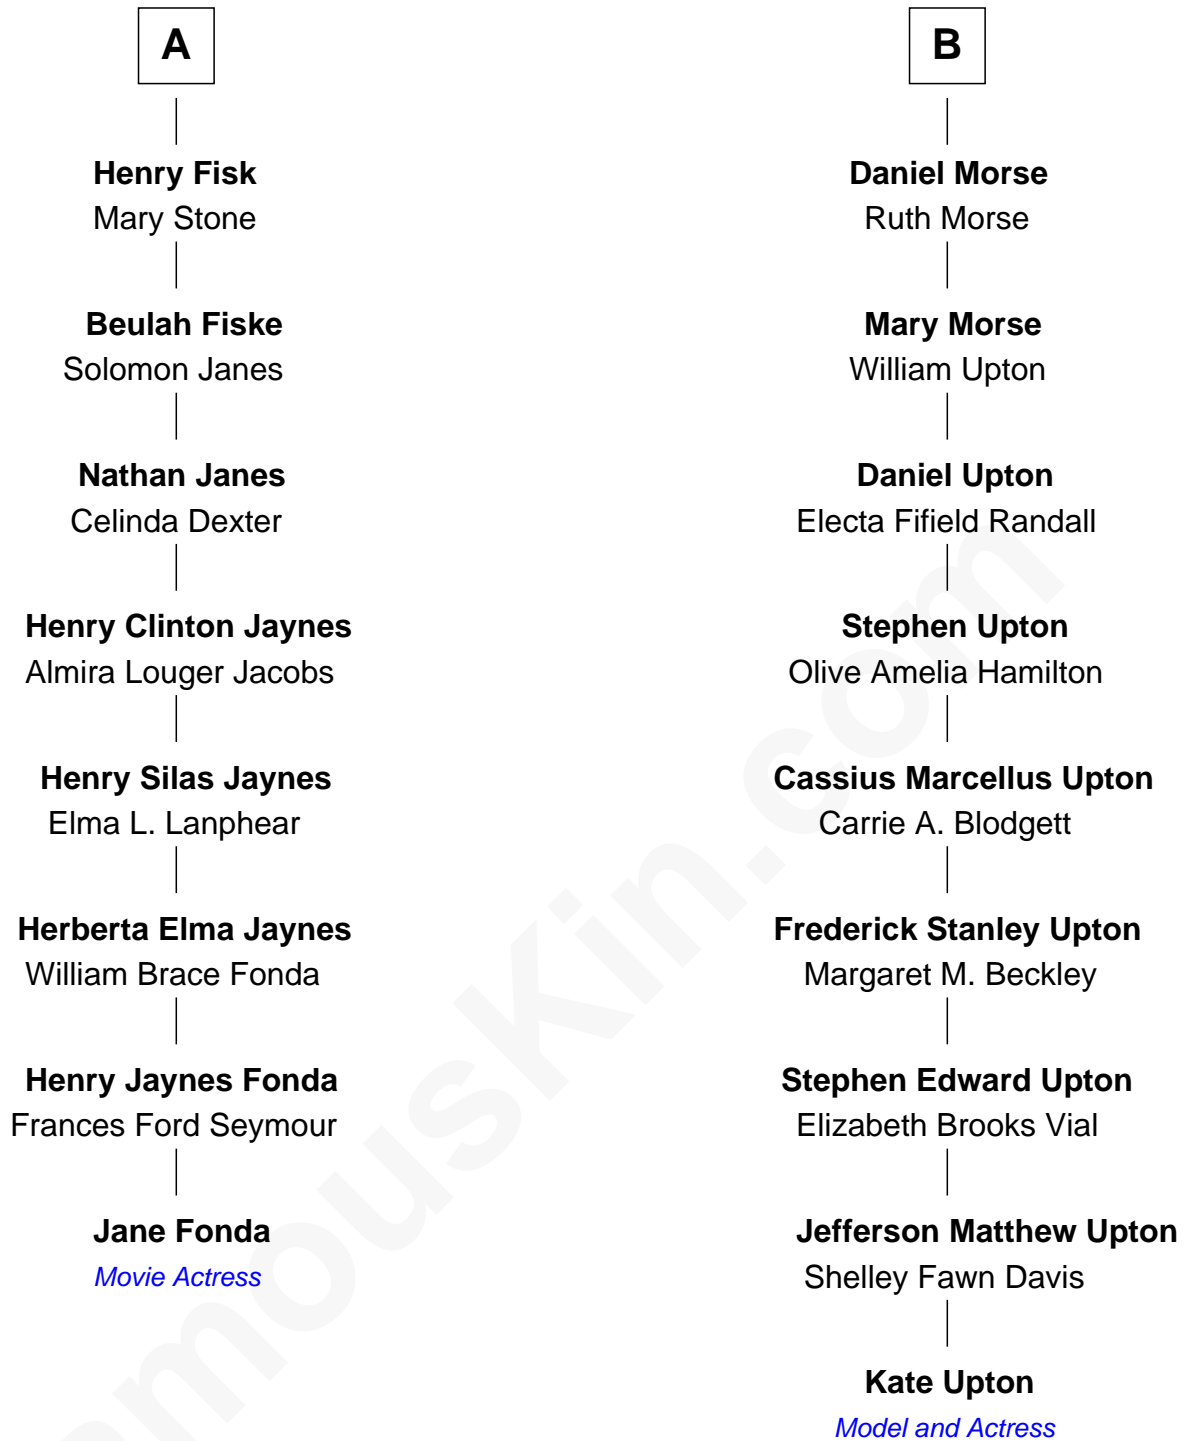 A
Henry Fisk
Mary Stone
Beulah Fiske
Solomon Janes
Nathan Janes
Celinda Dexter
Henry Clinton Jaynes
Almira Louger Jacobs
Henry Silas Jaynes
Elma L. Lanphear
Herberta Elma Jaynes
William Brace Fonda
Henry Jaynes Fonda
Frances Ford Seymour
Jane Fonda
Movie Actress
B
Daniel Morse
Ruth Morse
Mary Morse
William Upton
Daniel Upton
Electa Fifield Randall
Stephen Upton
Olive Amelia Hamilton
Cassius Marcellus Upton
Carrie A. Blodgett
Frederick Stanley Upton
Margaret M. Beckley
Stephen Edward Upton
Elizabeth Brooks Vial
Jefferson Matthew Upton
Shelley Fawn Davis
Kate Upton
Model and Actress
mouskin.com